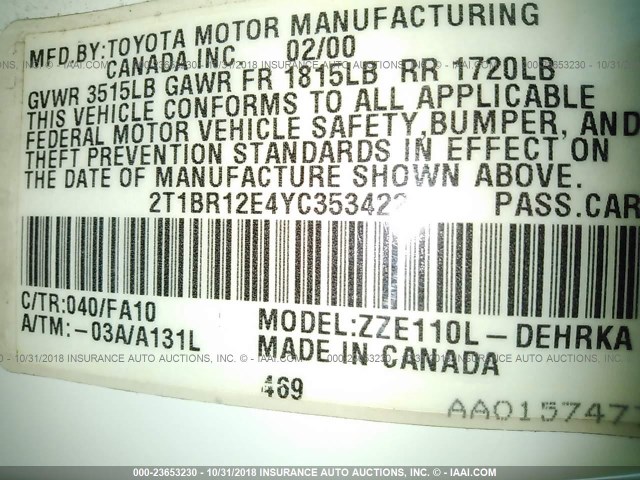 MFD.BY:TOYOTA MOTOR MANUFACTURING
CANADA INC 02/00
GVWR 3515LB GAWR FR 1815LB RR 1720LB
THIS VEHICLE CONFORMS TO ALL APPLICABLE
FEDERAL MOTOR VEHICLE SAFETY,BUMPER, AND
THEFT PREVENTION STANDARDS IN EFFECT ON
THE DATE OF MANUFACTURE SHOWN ABOVE.
2T1BR12E4YC353422 PASS.CAR
C/TR:040/FA10
A/TM:-03A/A131L
MODEL:ZZE110L-DEHRKA
MADE IN CANADA
469
AA015747
000-23653230 - 10/31/2018 INSURANCE AUTO AUCTIONS, INC. - IAAI.COM